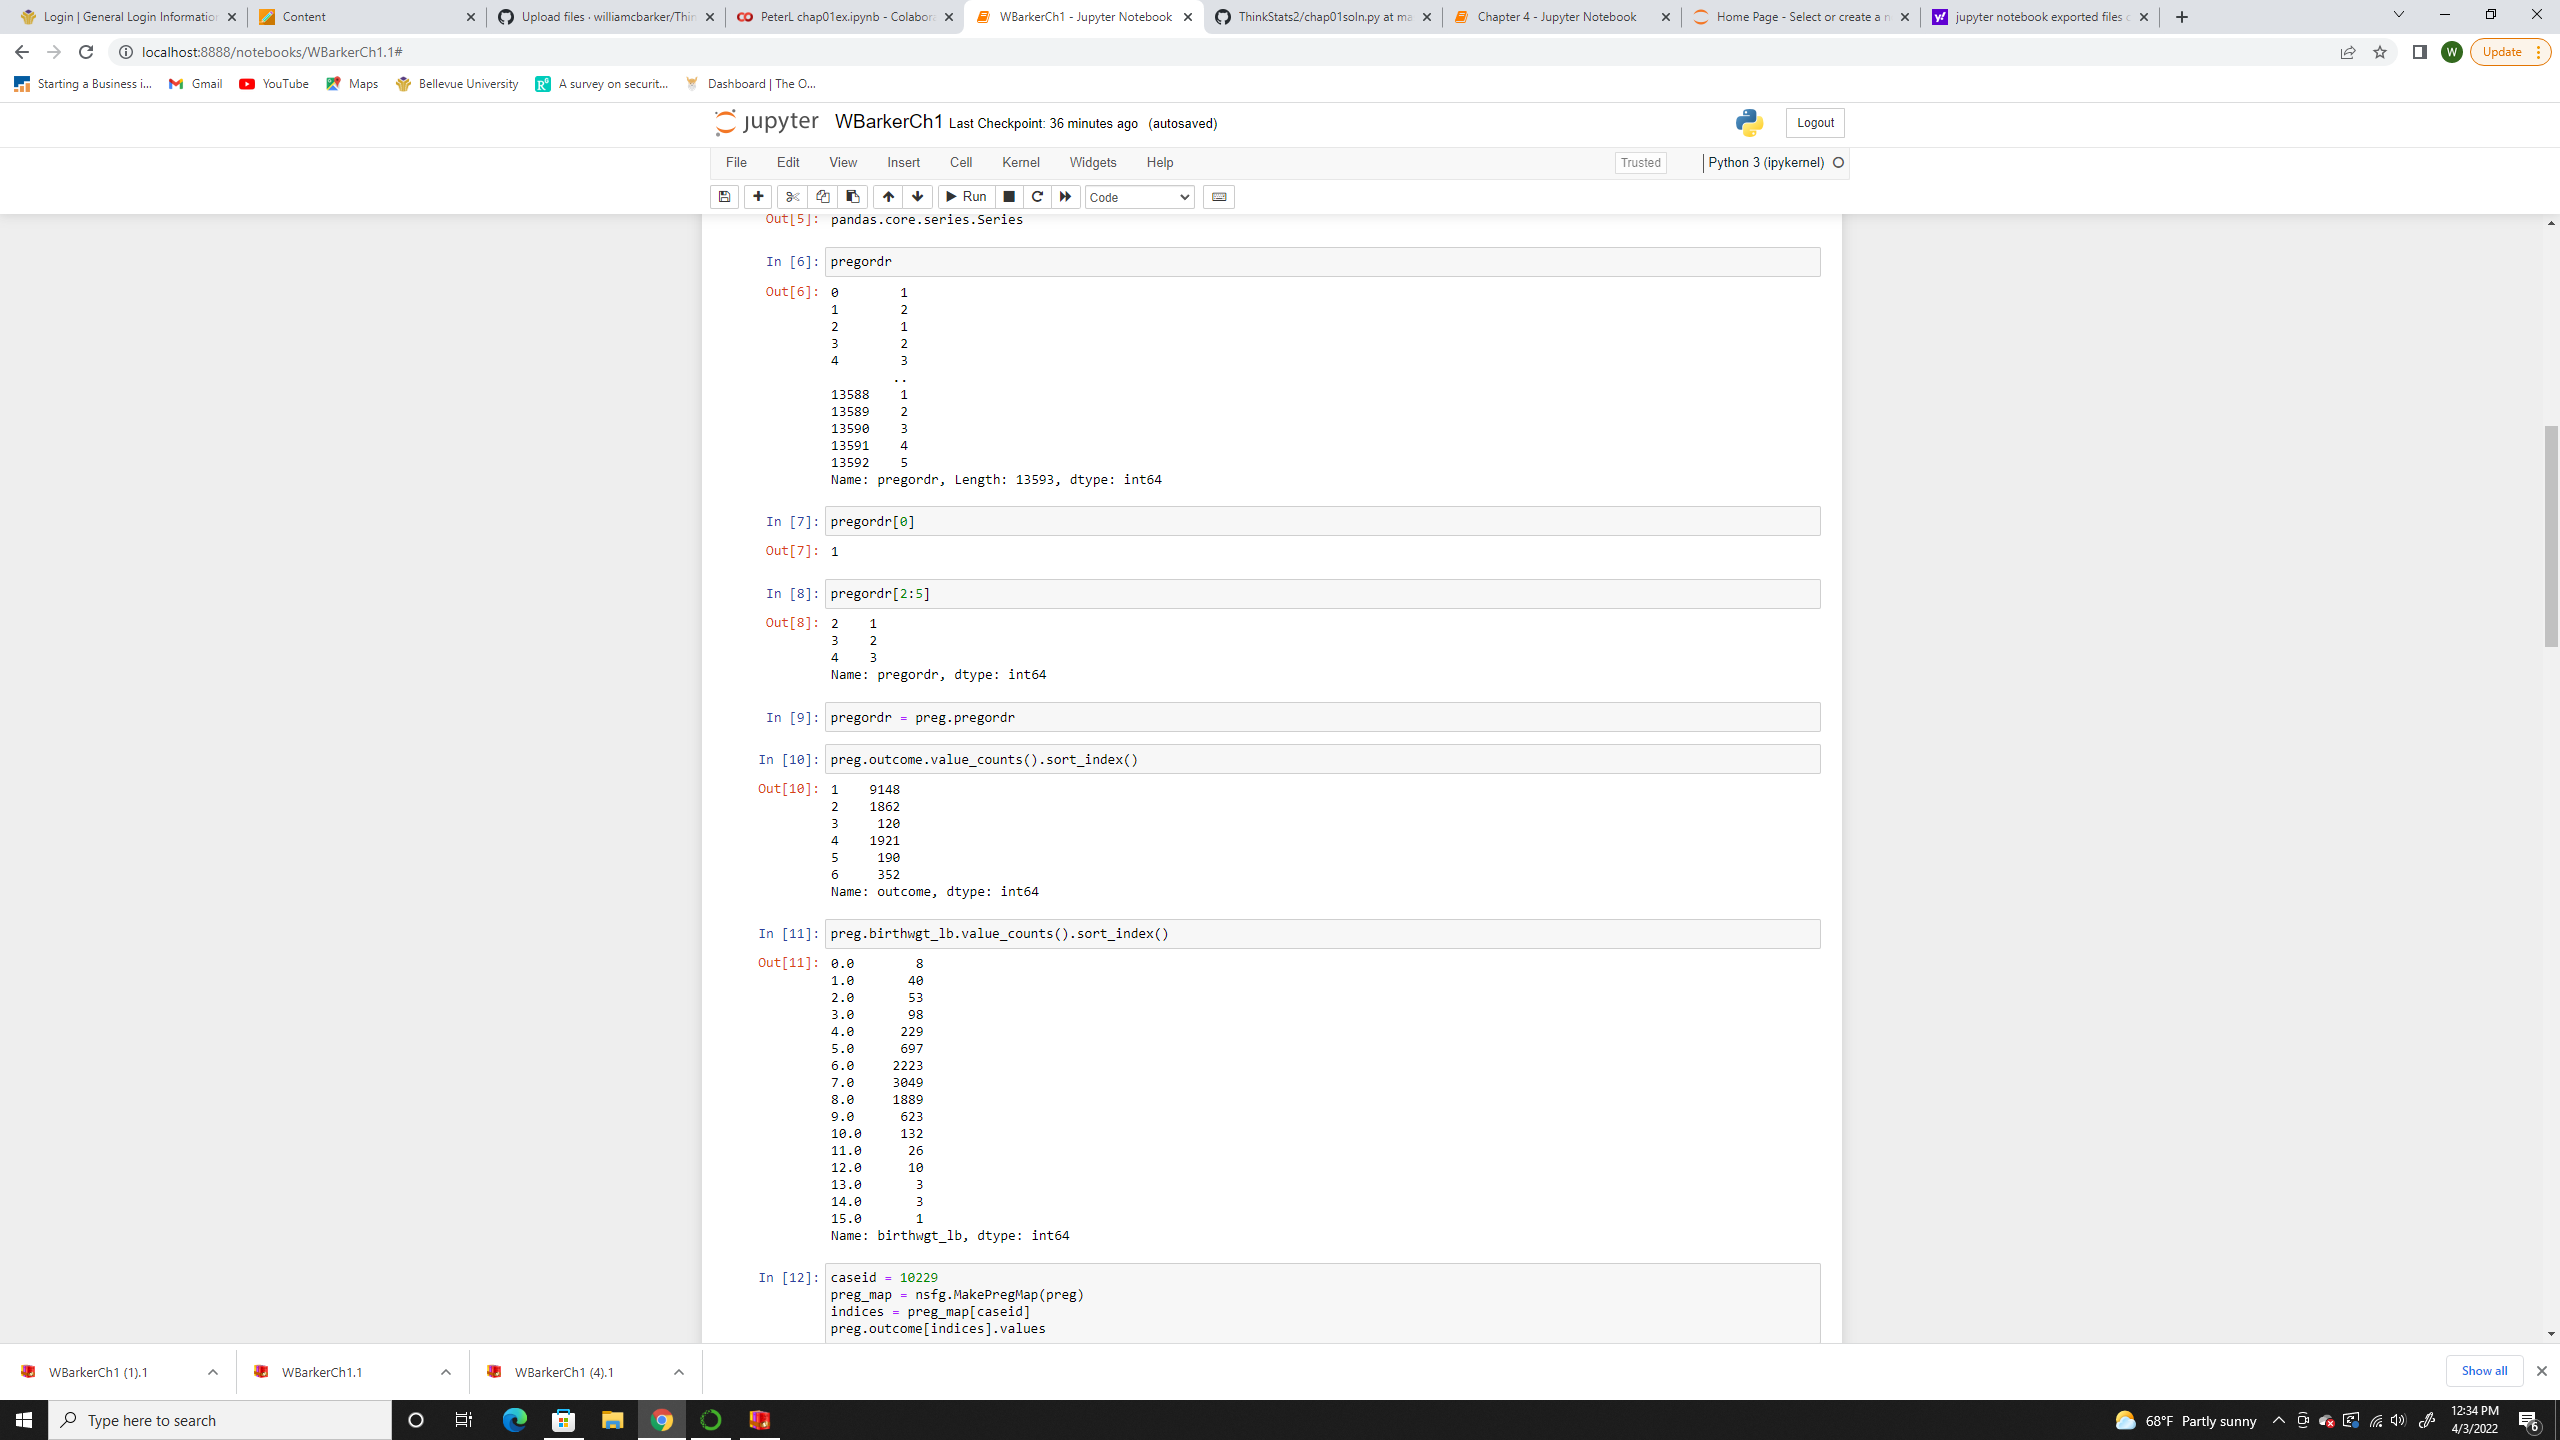 Login | General Login Information
Content
Upload files · williamcbarker/Thin
PeterL chap01ex.ipynb - Colabora
WBarkerCh1 - Jupyter Notebook
ThinkStats2/chap01soln.py at ma
Chapter 4 - Jupyter Notebook
Home Page - Select or create a n
jupyter notebook exported files c
localhost:8888/notebooks/WBarkerCh1.1#
W
Update
Starting a Business i...
Gmail
YouTube
Maps
Bellevue University
A survey on securit...
Dashboard | The O...
jupyter WBarkerCh1 Last Checkpoint: 36 minutes ago (autosaved)
Logout
File Edit View Insert Cell Kernel Widgets Help
Trusted
Python 3 (ipykernel)
Run
Code
Out[5]: pandas.core.series.Series
In [6]: pregordr
Out[6]: 0 1
1 2
2 1
3 2
4 3
..
13588 1
13589 2
13590 3
13591 4
13592 5
Name: pregordr, Length: 13593, dtype: int64
In [7]: pregordr[0]
Out[7]: 1
In [8]: pregordr[2:5]
Out[8]: 2 1
3 2
4 3
Name: pregordr, dtype: int64
In [9]: pregordr = preg.pregordr
In [10]: preg.outcome.value_counts().sort_index()
Out[10]: 1 9148
2 1862
3 120
4 1921
5 190
6 352
Name: outcome, dtype: int64
In [11]: preg.birthwgt_lb.value_counts().sort_index()
Out[11]: 0.0 8
1.0 40
2.0 53
3.0 98
4.0 229
5.0 697
6.0 2223
7.0 3049
8.0 1889
9.0 623
10.0 132
11.0 26
12.0 10
13.0 3
14.0 3
15.0 1
Name: birthwgt_lb, dtype: int64
In [12]: caseid = 10229
preg_map = nsfg.MakePregMap(preg)
indices = preg_map[caseid]
preg.outcome[indices].values
WBarkerCh1 (1).1
WBarkerCh1.1
WBarkerCh1 (4).1
Show all
Type here to search
68°F Partly sunny
12:34 PM
4/3/2022
6